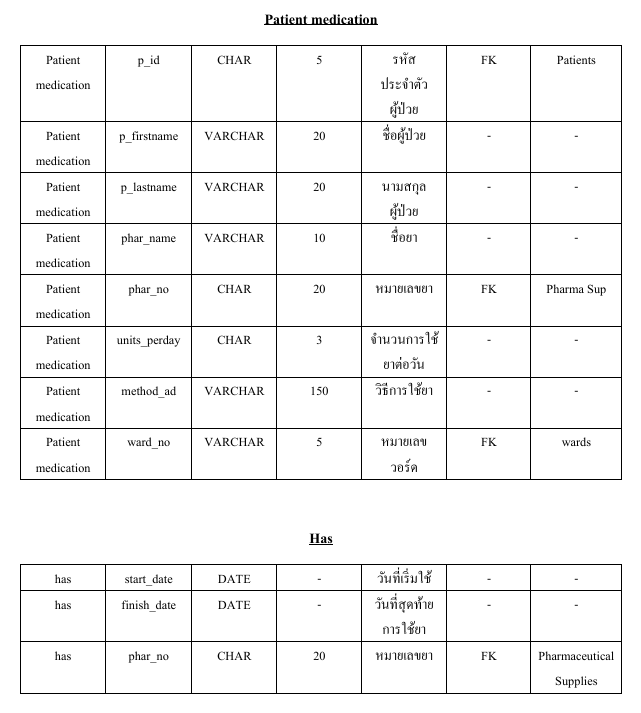 Patient medication
Patient p_id CHAR 5 รหัส FK Patients
medication ประจำตัว
ผู้ป่วย
Patient p_firstname VARCHAR 20 ชื่อผู้ป่วย - -
medication
Patient p_lastname VARCHAR 20 นามสกุล - -
medication ผู้ป่วย
Patient phar_name VARCHAR 10 ชื่อยา - -
medication
Patient phar_no CHAR 20 หมายเลขยา FK Pharma Sup
medication
Patient units_perday CHAR 3 จำนวนการใช้ - -
medication ยาต่อวัน
Patient method_ad VARCHAR 150 วิธีการใช้ยา - -
medication
Patient ward_no VARCHAR 5 หมายเลข FK wards
medication วอร์ด
Has
has start_date DATE - วันที่เริ่มใช้ - -
has finish_date DATE - วันที่สุดท้าย - -
การใช้ยา
has phar_no CHAR 20 หมายเลขยา FK Pharmaceutical
Supplies